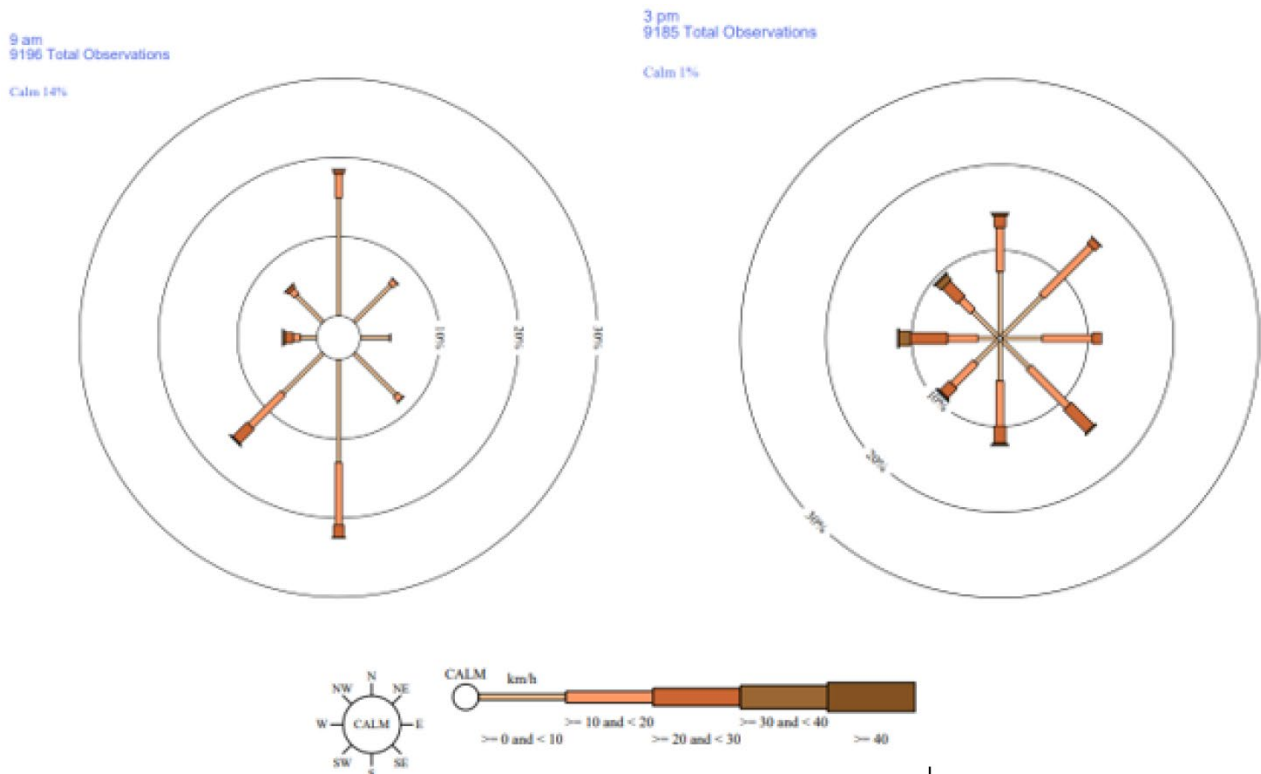 9 am
9196 Total Observations
Calm 14%
3 pm
9185 Total Observations
Calm 1%
10%
20%
30%
10%
20%
30%
N
NW
NE
W
CALM
E
SW
SE
S
CALM
km/h
>= 10 and < 20
>= 30 and < 40
>= 0 and < 10
>= 20 and < 30
>= 40